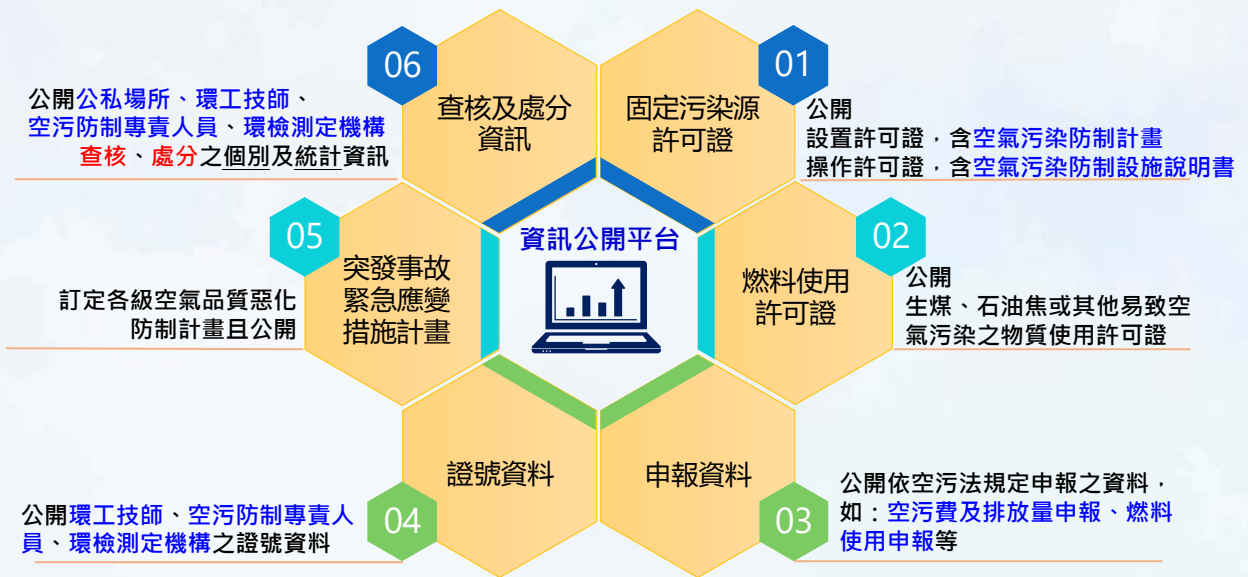 資訊公開平台
01
固定污染源
許可證
公開
設置許可證，含空氣污染防制計畫
操作許可證，含空氣污染防制設施說明書
02
燃料使用
許可證
公開
生煤、石油焦或其他易致空
氣污染之物質使用許可證
03
申報資料
公開依空污法規定申報之資料，
如：空污費及排放量申報、燃料
使用申報等
04
證號資料
公開環工技師、空污防制專責人
員、環檢測定機構之證號資料
05
突發事故
緊急應變
措施計畫
訂定各級空氣品質惡化
防制計畫且公開
06
查核及處分
資訊
公開公私場所、環工技師、
空污防制專責人員、環檢測定機構
查核、處分之個別及統計資訊